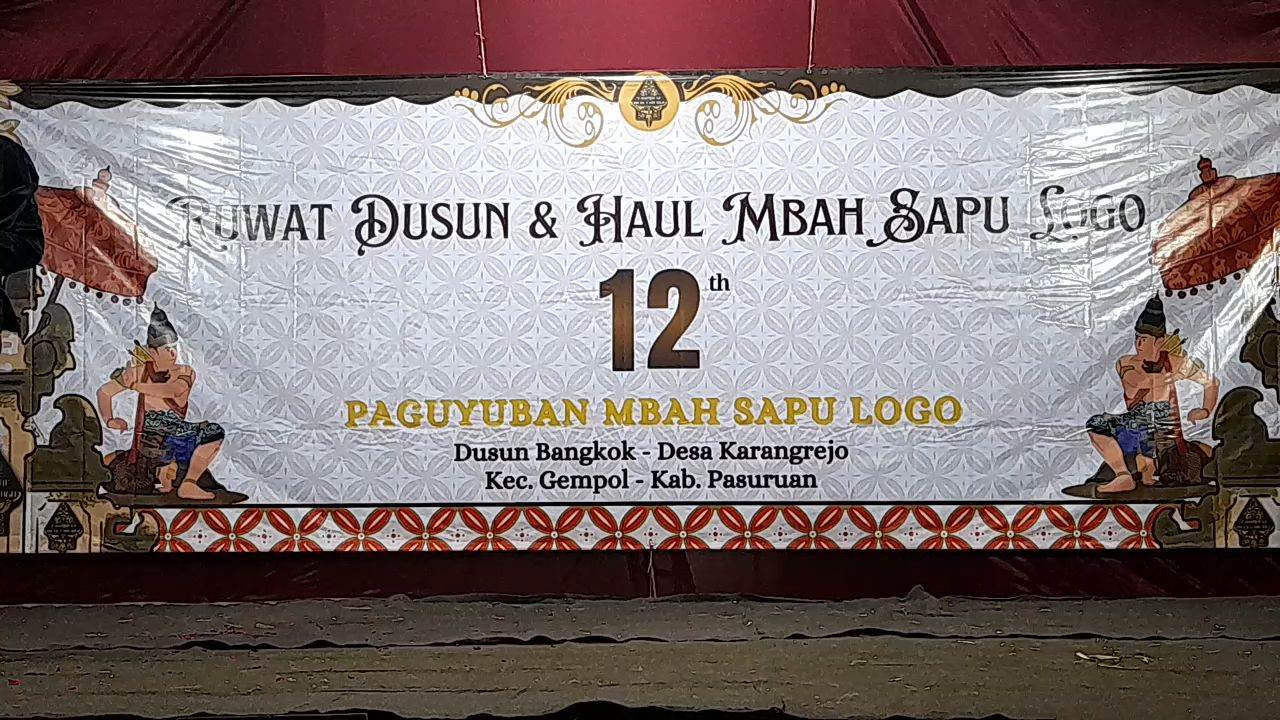 Ruwat Dusun & Haul Mbah Sapu Logo
12th
PAGUYUBAN MBAH SAPU LOGO
Dusun Bangkok - Desa Karangrejo
Kec. Gempol - Kab. Pasuruan